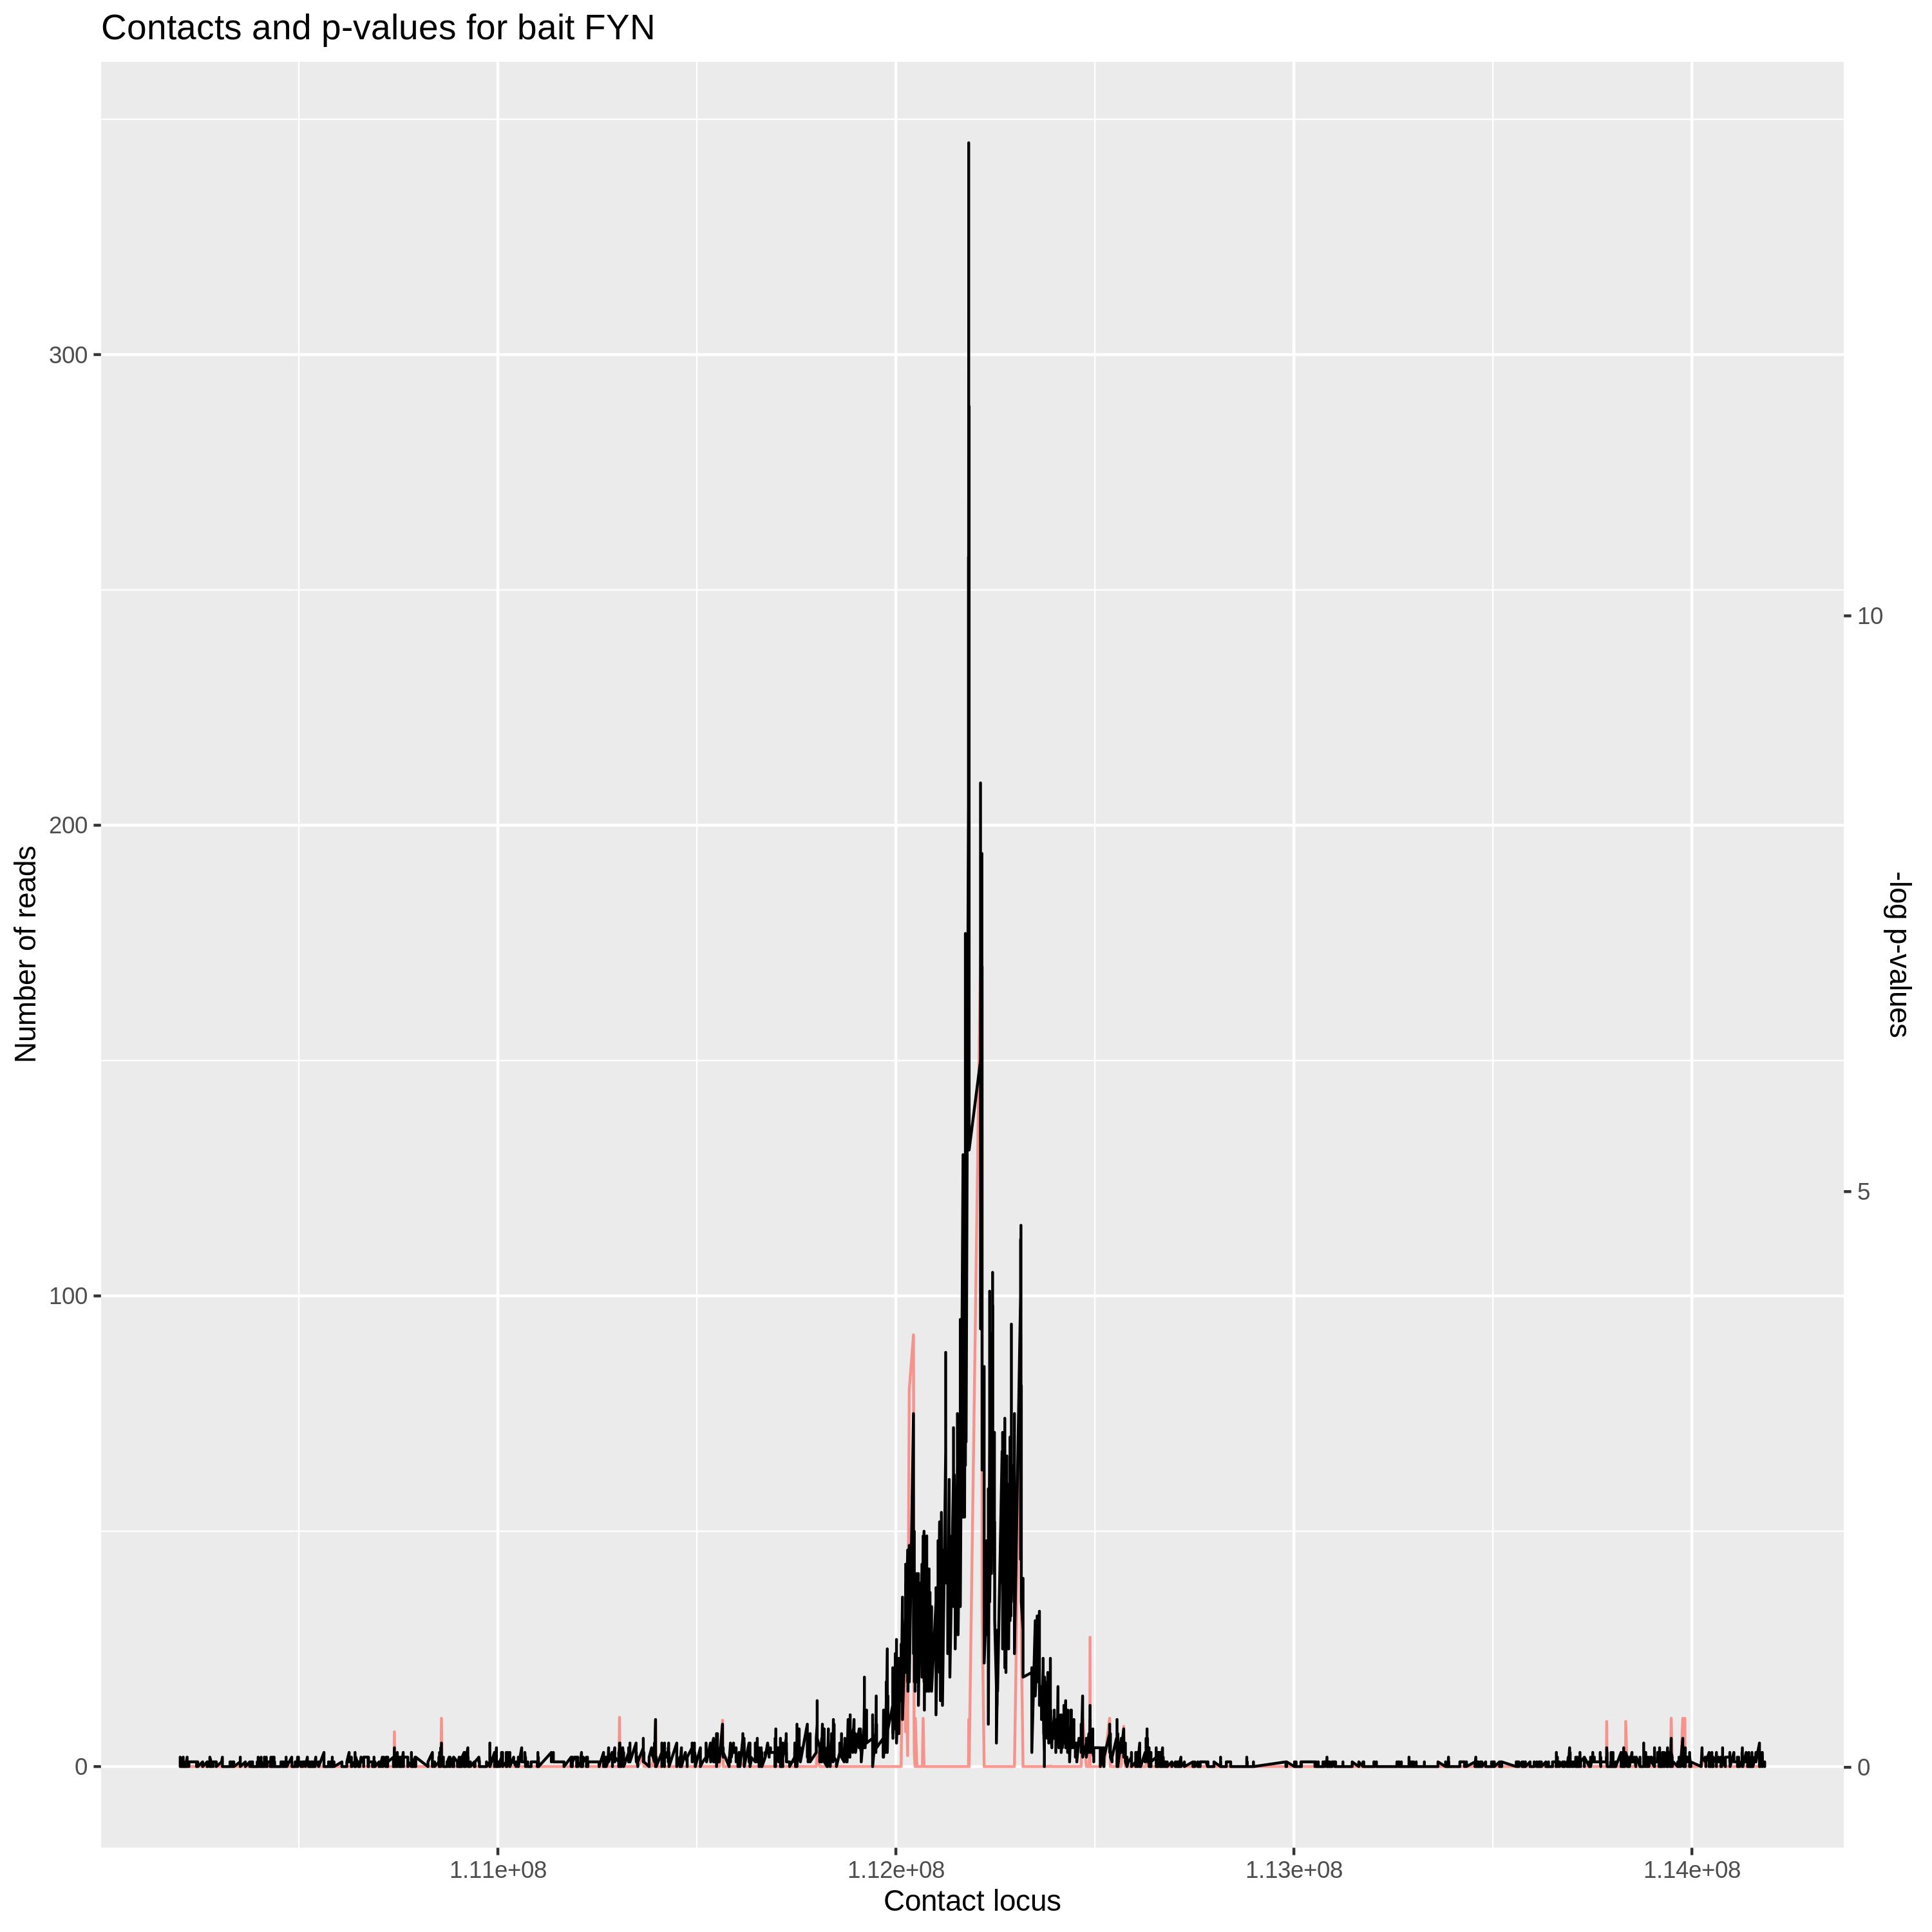 Contacts and p-values for bait FYN
300
200
100
0
Number of reads
10
5
0
-log p-values
1.11e+08
1.12e+08
1.13e+08
1.14e+08
Contact locus